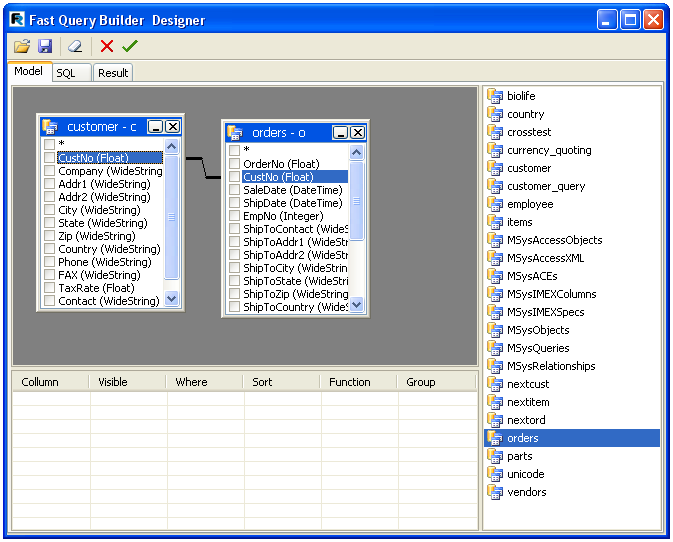 Fast Query Builder Designer
Model
SQL
Result
customer - c
*
CustNo (Float)
Company (WideString
Addr1 (WideString)
Addr2 (WideString)
City (WideString)
State (WideString)
Zip (WideString)
Country (WideString)
Phone (WideString)
FAX (WideString)
TaxRate (Float)
Contact (WideString)
orders - o
*
OrderNo (Float)
CustNo (Float)
SaleDate (DateTime)
ShipDate (DateTime)
EmpNo (Integer)
ShipToContact (WideS
ShipToAddr1 (WideStr
ShipToAddr2 (WideStr
ShipToCity (WideStrin
ShipToState (WideStr
ShipToZip (WideString
ShipToCountry (WideS
Collumn
Visible
Where
Sort
Function
Group
biolife
country
crosstest
currency_quoting
customer
customer_query
employee
items
MSysAccessObjects
MSysAccessXML
MSysACEs
MSysIMEXColumns
MSysIMEXSpecs
MSysObjects
MSysQueries
MSysRelationships
nextcust
nextitem
nextord
orders
parts
unicode
vendors